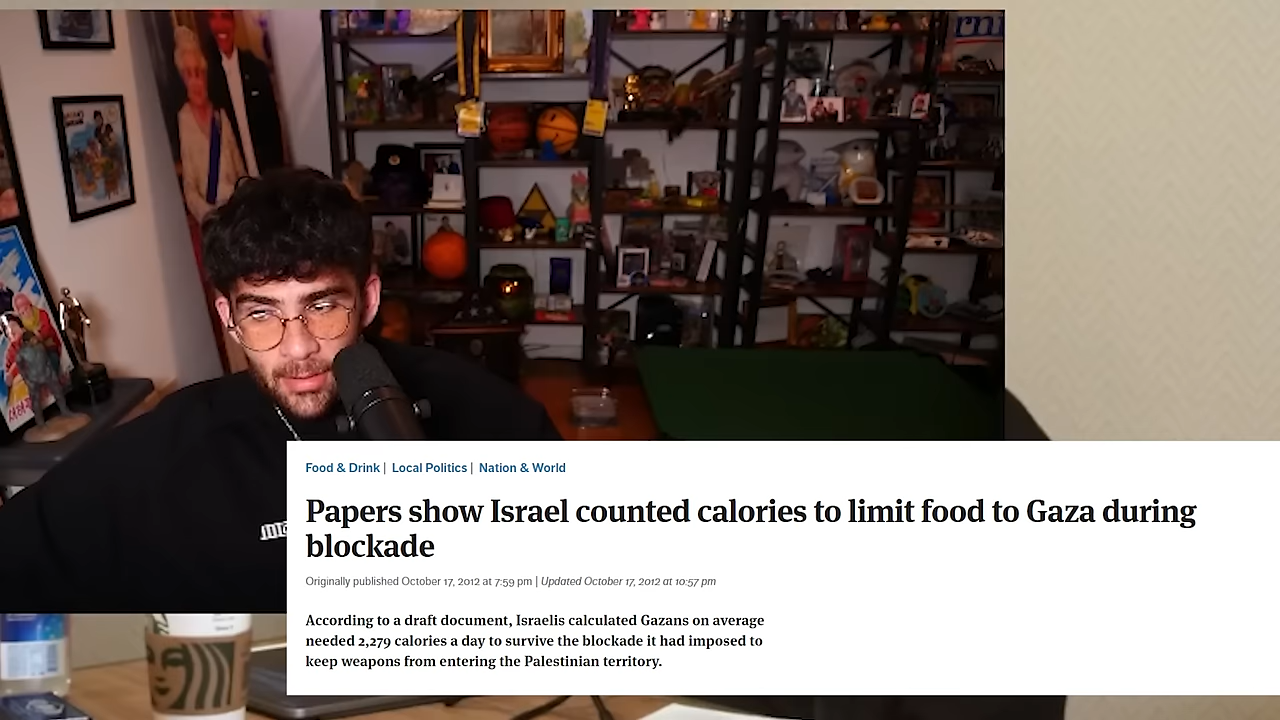 Food & Drink | Local Politics | Nation & World
Papers show Israel counted calories to limit food to Gaza during
blockade
Originally published October 17, 2012 at 7:59 pm | Updated October 17, 2012 at 10:57 pm
According to a draft document, Israelis calculated Gazans on average
needed 2,279 calories a day to survive the blockade it had imposed to
keep weapons from entering the Palestinian territory.